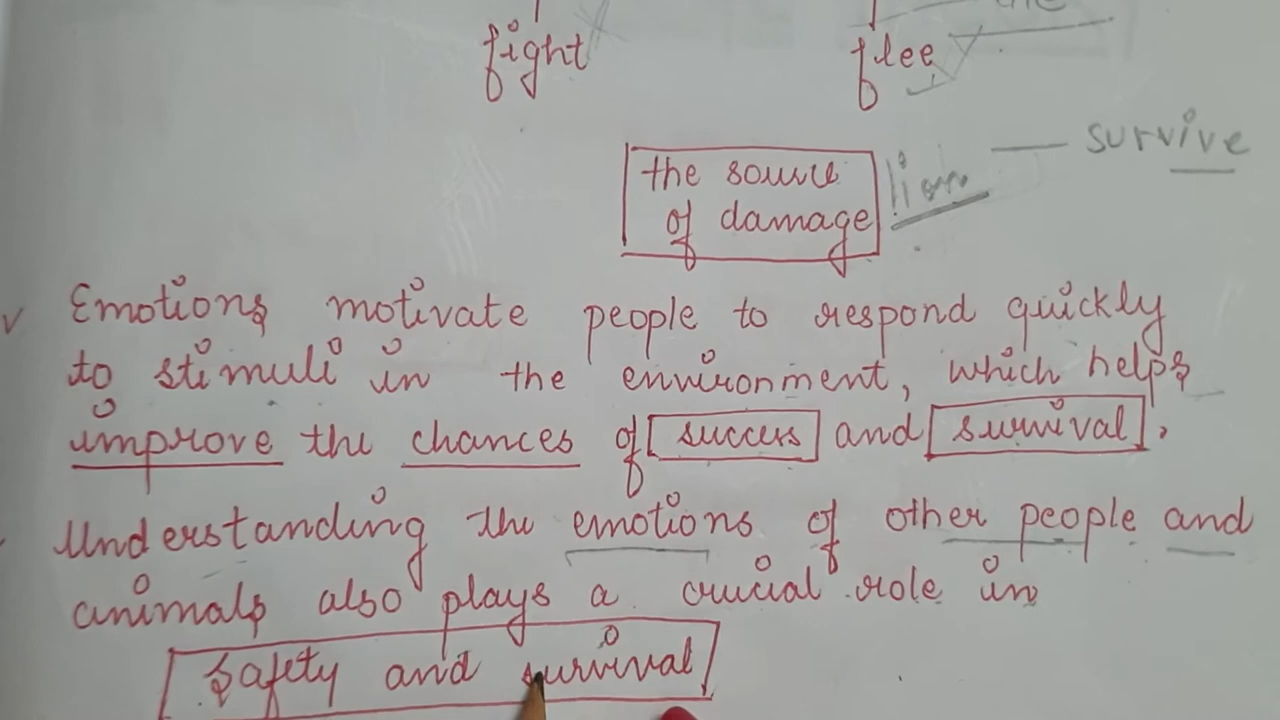 fight flee
the source
of damage
lion — survive
Emotions motivate people to respond quickly
to stimuli in the environment, which helps
improve the chances of success and survival.
Understanding the emotions of other people and
animals also plays a crucial role in
Safety and survival